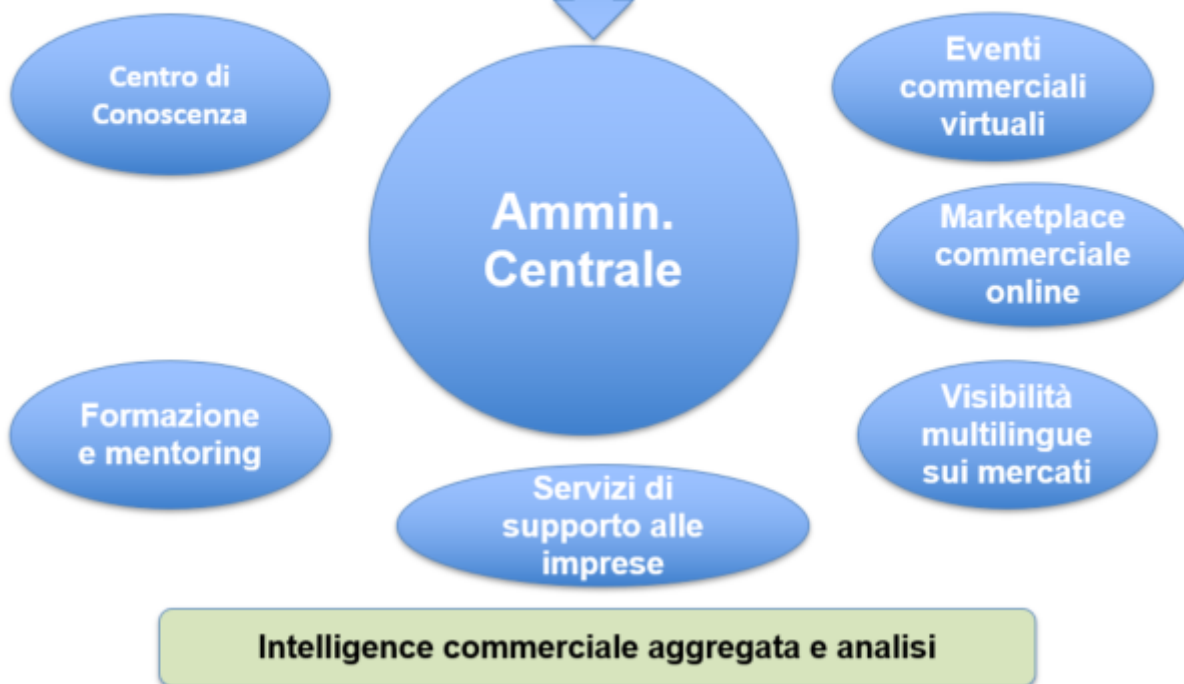 Centro di
Conoscenza
Eventi
commerciali
virtuali
Ammin.
Centrale
Marketplace
commerciale
online
Formazione
e mentoring
Visibilità
multilingue
sui mercati
Servizi di
supporto alle
imprese
Intelligence commerciale aggregata e analisi